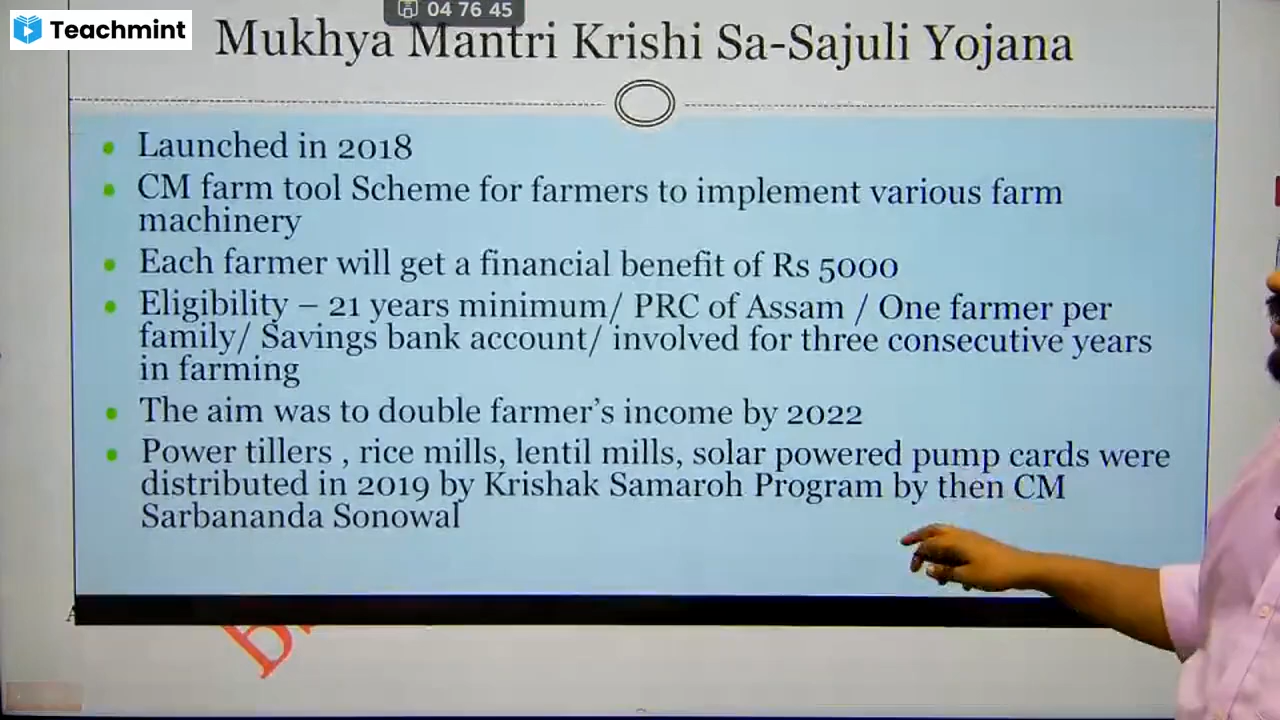 04 76 45
Teachmint
Mukhya Mantri Krishi Sa-Sajuli Yojana
Launched in 2018
CM farm tool Scheme for farmers to implement various farm
machinery
Each farmer will get a financial benefit of Rs 5000
Eligibility – 21 years minimum/ PRC of Assam / One farmer per
family/ Savings bank account/ involved for three consecutive years
in farming
The aim was to double farmer's income by 2022
Power tillers , rice mills, lentil mills, solar powered pump cards were
distributed in 2019 by Krishak Samaroh Program by then CM
Sarbananda Sonowal